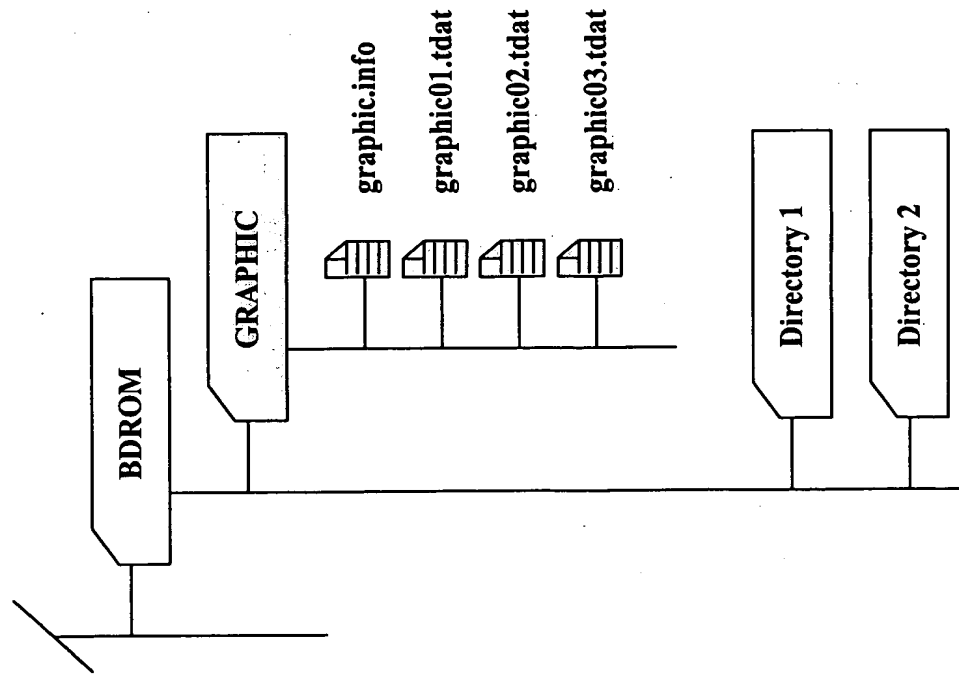 BDROM
GRAPHIC
graphic.info
graphic01.tdat
graphic02.tdat
graphic03.tdat
Directory 1
Directory 2